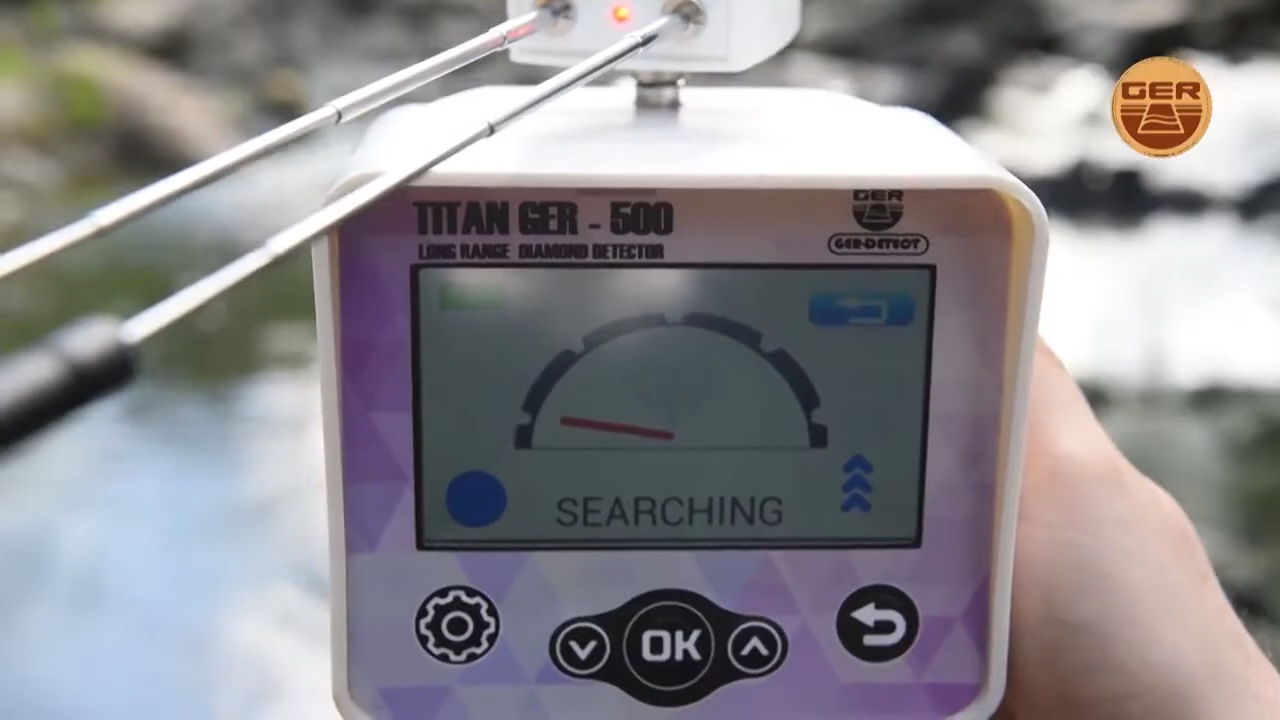 GER
TITAN GER - 500
LONG RANGE DIAMOND DETECTOR
GER
GER-DETECT
SEARCHING
OK